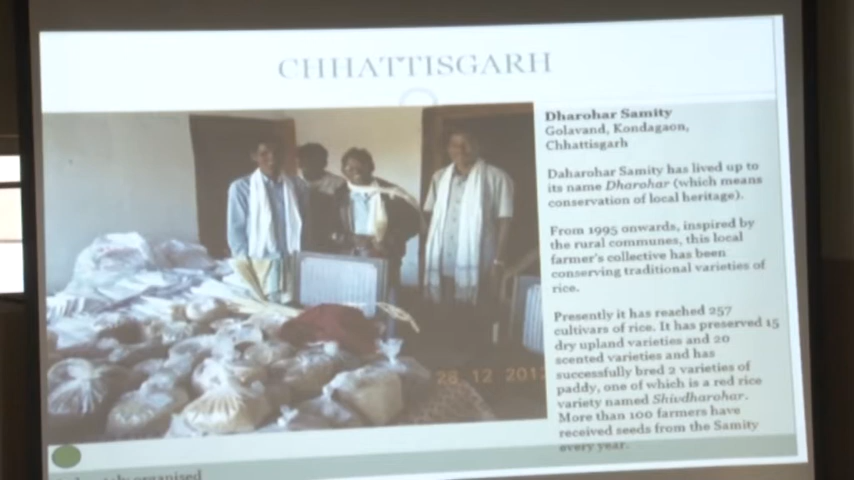 CHHATTISGARH
Dharohar Samity
Golavand, Kondagaon,
Chhattisgarh
Daharohar Samity has lived up to
its name Dharohar (which means
conservation of local heritage).
From 1995 onwards, inspired by
the rural communes, this local
farmer's collective has been
conserving traditional varieties of
rice.
Presently it has reached 257
cultivars of rice. It has preserved 15
dry upland varieties and 20
scented varieties and has
successfully bred 2 varieties of
paddy, one of which is a red rice
variety named Shivdharohar.
More than 100 farmers have
received seeds from the Samity
every year.
28 12 2012
organised